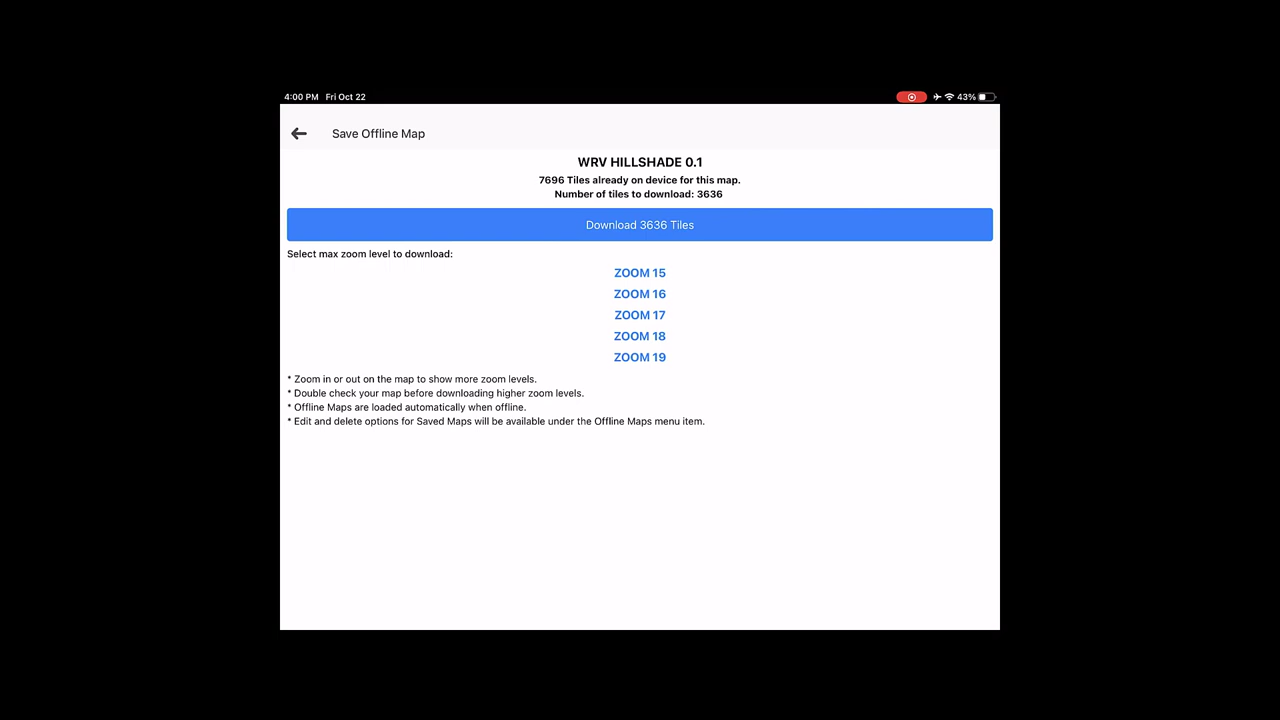 4:00 PM Fri Oct 22
43%
Save Offline Map
WRV HILLSHADE 0.1
7696 Tiles already on device for this map.
Number of tiles to download: 3636
Download 3636 Tiles
Select max zoom level to download:
ZOOM 15
ZOOM 16
ZOOM 17
ZOOM 18
ZOOM 19
* Zoom in or out on the map to show more zoom levels.
* Double check your map before downloading higher zoom levels.
* Offline Maps are loaded automatically when offline.
* Edit and delete options for Saved Maps will be available under the Offline Maps menu item.